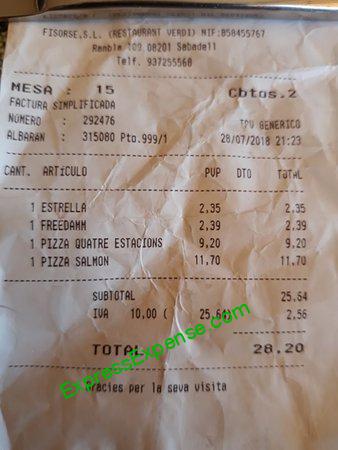 FISORSE,S.L. (RESTAURANT VERDI) NIF:B58455767
Rambla 109 08201 Sabadell
Telf. 937255560
MESA : 15 Cbtos.2
FACTURA SIMPLIFICADA
NÚMERO : 292476 TPV GENERICO
ALBARAN : 315080 Pto.999/1 28/07/2018 21:23
CANT. ARTÍCULO PVP DTO TOTAL
1 ESTRELLA 2,35 2,35
1 FREEDAMM 2,39 2,39
1 PIZZA QUATRE ESTACIONS 9,20 9,20
1 PIZZA SALMON 11,70 11,70
SUBTOTAL 25,64
IVA 10,00 ( 25,64) 2,56
TOTAL 28.20
Gràcies per la seva visita
ExpressExpense.com